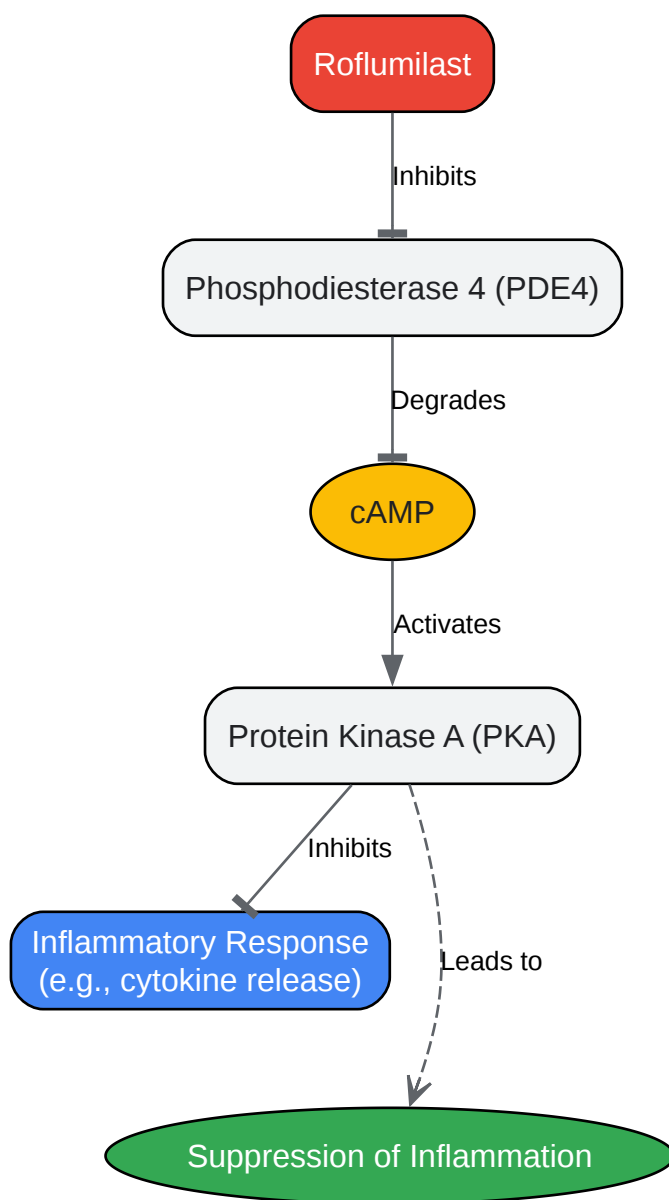 Roflumilast
Inhibits
Phosphodiesterase 4 (PDE4)
Degrades
cAMP
Activates
Protein Kinase A (PKA)
Inhibits
Inflammatory Response
(e.g., cytokine release)
Leads to
Suppression of Inflammation